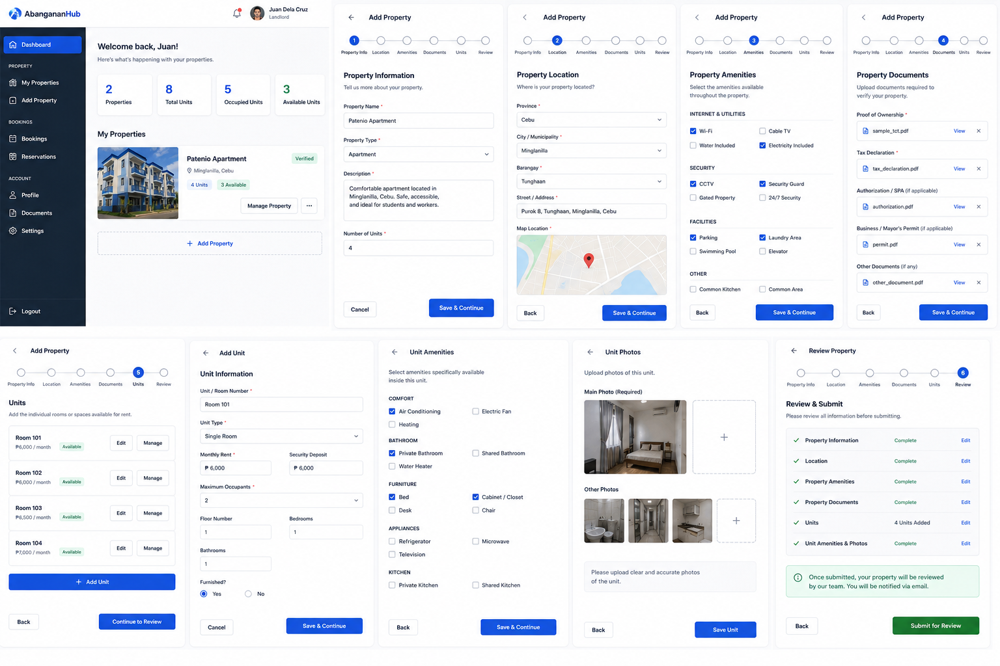 AbangananHub
Juan Dela Cruz
Landlord
Dashboard
PROPERTY
My Properties
Add Property
BOOKINGS
Bookings
Reservations
ACCOUNT
Profile
Documents
Settings
Logout
Welcome back, Juan!
Here's what's happening with your properties.
2
Properties
8
Total Units
5
Occupied Units
3
Available Units
My Properties
Patenio Apartment
Verified
Minglanilla, Cebu
4 Units
3 Available
Manage Property
+ Add Property
Add Property
1
Property Info Location Amenities Documents Units Review
Property Information
Tell us more about your property.
Property Name *
Patenio Apartment
Property Type *
Apartment
Description *
Comfortable apartment located in
Minglanilla, Cebu. Safe, accessible,
and ideal for students and workers.
Number of Units *
4
Cancel
Save & Continue
Add Property
2
Property Info Location Amenities Documents Units Review
Property Location
Where is your property located?
Province *
Cebu
City / Municipality *
Minglanilla
Barangay *
Tunghaan
Street / Address *
Purok 8, Tunghaan, Minglanilla, Cebu
Map Location *
Back
Save & Continue
Add Property
3
Property Info Location Amenities Documents Units Review
Property Amenities
Select the amenities available
throughout the property.
INTERNET & UTILITIES
Wi-Fi
Cable TV
Water Included
Electricity Included
SECURITY
CCTV
Security Guard
Gated Property
24/7 Security
FACILITIES
Parking
Laundry Area
Swimming Pool
Elevator
OTHER
Common Kitchen
Common Area
Back
Save & Continue
Add Property
4
Property Info Location Amenities Documents Units Review
Property Documents
Upload documents required to
verify your property.
Proof of Ownership *
sample_tct.pdf
View
Tax Declaration *
tax_declaration.pdf
View
Authorization / SPA (if applicable)
authorization.pdf
View
Business / Mayor's Permit (if applicable)
permit.pdf
View
Other Documents (if any)
other_document.pdf
View
Back
Save & Continue
Add Property
5
Property Info Location Amenities Documents Units Review
Units
Add the individual rooms or spaces available for rent.
Room 101
₱6,000 / month
Available
Edit
Manage
Room 102
₱6,000 / month
Available
Edit
Manage
Room 103
₱6,500 / month
Available
Edit
Manage
Room 104
₱7,000 / month
Available
Edit
Manage
+ Add Unit
Back
Continue to Review
Add Unit
Unit Information
Unit / Room Number *
Room 101
Unit Type *
Single Room
Monthly Rent *
₱ 6,000
Security Deposit
₱ 6,000
Maximum Occupants *
2
Floor Number
1
Bedrooms
1
Bathrooms
1
Furnished?
Yes
No
Cancel
Save & Continue
Unit Amenities
Select amenities specifically available
inside this unit.
COMFORT
Air Conditioning
Electric Fan
Heating
BATHROOM
Private Bathroom
Shared Bathroom
Water Heater
FURNITURE
Bed
Cabinet / Closet
Desk
Chair
APPLIANCES
Refrigerator
Microwave
Television
KITCHEN
Private Kitchen
Shared Kitchen
Back
Save & Continue
Unit Photos
Upload photos of this unit.
Main Photo (Required)
Other Photos
Please upload clear and accurate photos
of the unit.
Back
Save Unit
Review Property
6
Property Info Location Amenities Documents Units Review
Review & Submit
Please review all information before submitting.
Property Information
Complete
Edit
Location
Complete
Edit
Property Amenities
Complete
Edit
Property Documents
Complete
Edit
Units
4 Units Added
Edit
Unit Amenities & Photos
Complete
Edit
Once submitted, your property will be reviewed
by our team. You will be notified via email.
Back
Submit for Review